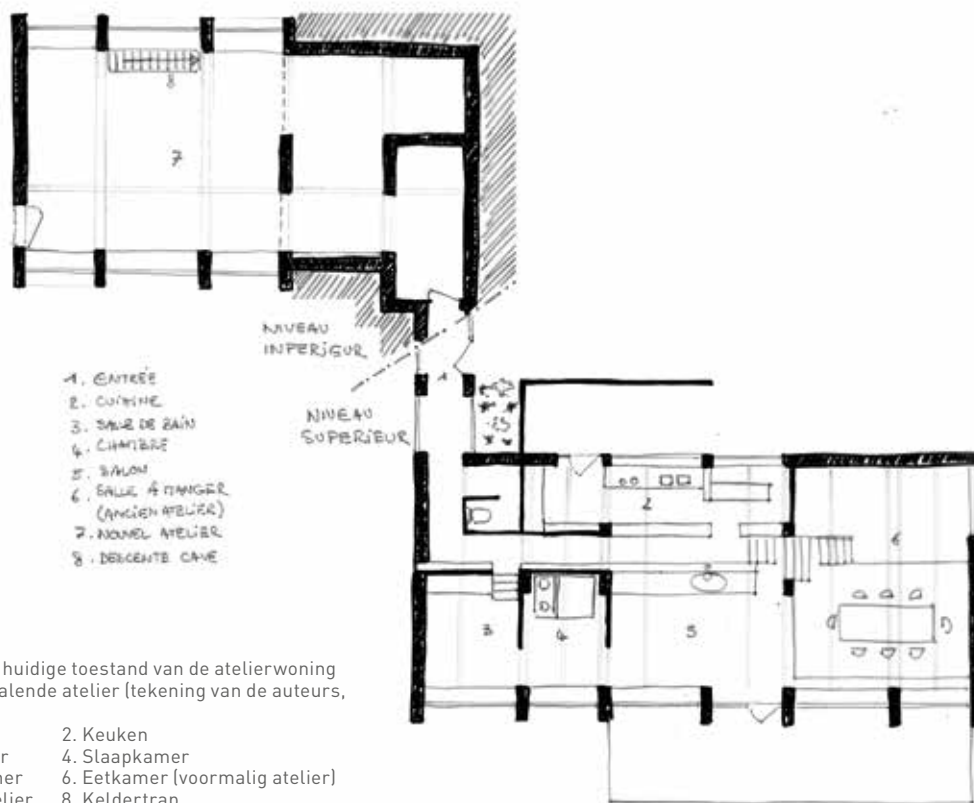 8
7
NIVEAU
INFERIEUR
1
NIVEAU
SUPERIEUR
1. ENTRÉE
2. CUISINE
3. SALLE DE BAIN
4. CHAMBRE
5. SALON
6. SALLE À MANGER
(ANCIEN ATELIER)
7. NOUVEL ATELIER
8. DESCENTE CAVE
2
6
3
4
5
huidige toestand van de atelierwoning
alende atelier (tekening van de auteurs,
2. Keuken
r 4. Slaapkamer
ner 6. Eetkamer (voormalig atelier)
elier 8. Keldertrap